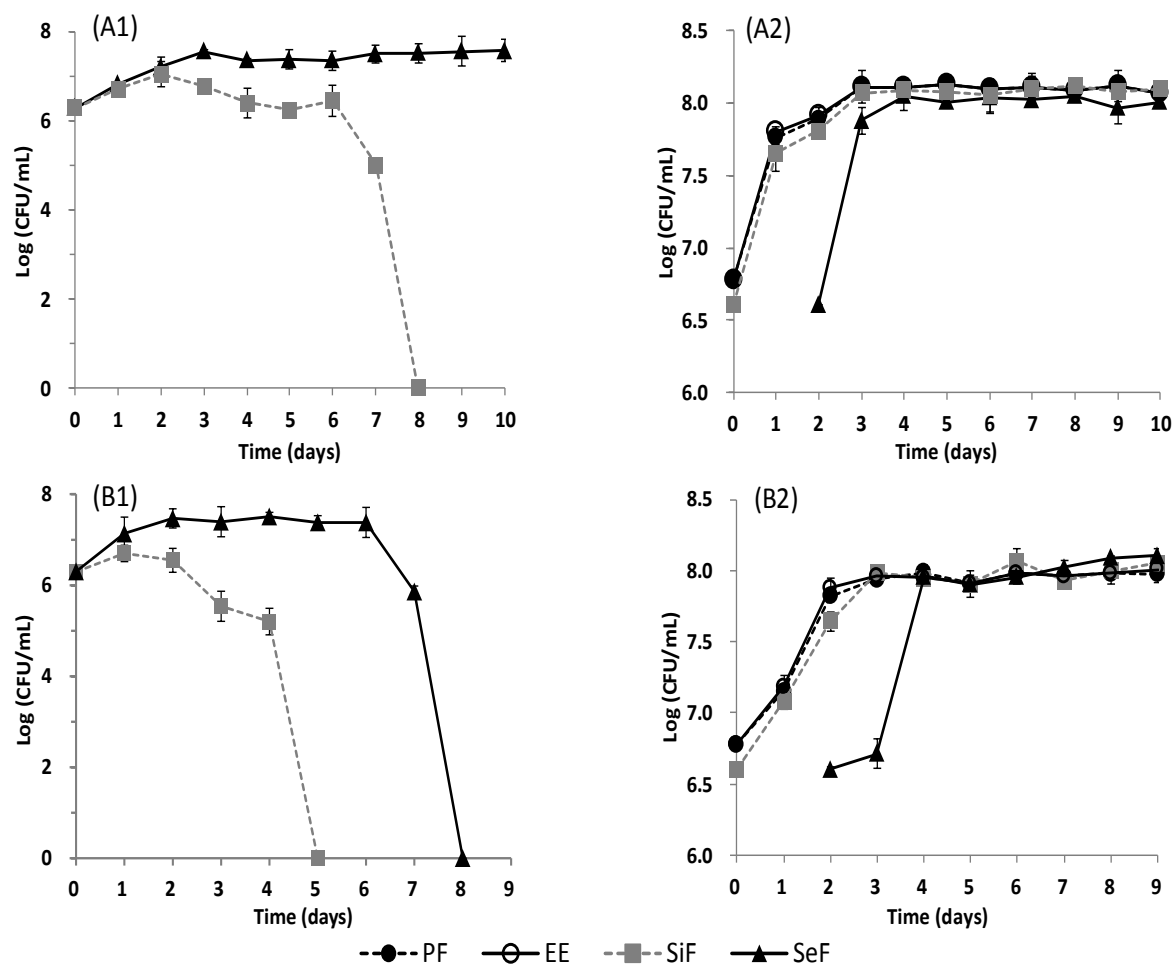 (A1)
8
6
4
2
0
Log (CFU/mL)
0 1 2 3 4 5 6 7 8 9 10
Time (days)
(A2)
8.5
8.0
7.5
7.0
6.5
6.0
Log (CFU/mL)
0 1 2 3 4 5 6 7 8 9 10
Time (days)
(B1)
8
6
4
2
0
Log (CFU/mL)
0 1 2 3 4 5 6 7 8 9
Time (days)
(B2)
8.5
8.0
7.5
7.0
6.5
6.0
Log (CFU/mL)
0 1 2 3 4 5 6 7 8 9
Time (days)
PF EE SiF SeF